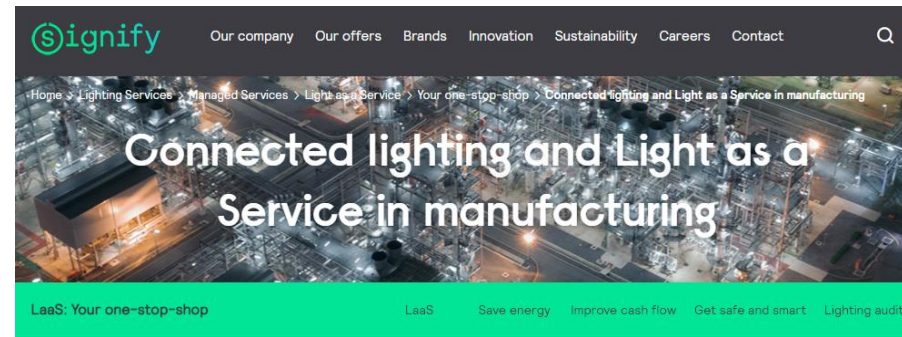 signify Our company Our offers Brands Innovation Sustainability Careers Contact
Home > Lighting Services > Managed Services > Light as a Service > Your one-stop-shop > Connected lighting and Light as a Service in manufacturing
Connected lighting and Light as a
Service in manufacturing
LaaS: Your one-stop-shop LaaS Save energy Improve cash flow Get safe and smart Lighting audit